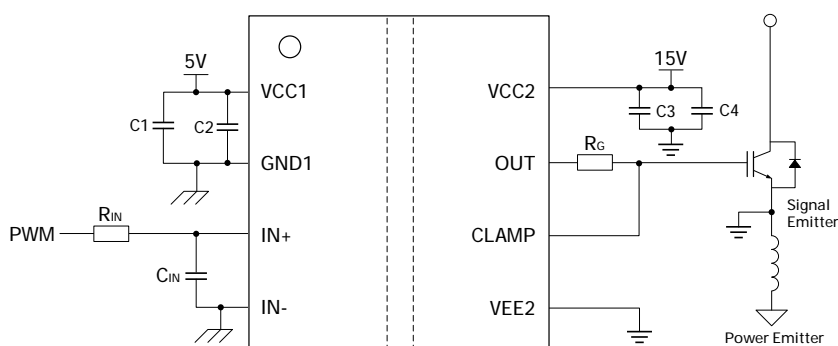 5V
15V
VCC1
VCC2
C1
C2
C3
C4
GND1
OUT
RG
PWM
RIN
IN+
CLAMP
Signal
Emitter
CIN
IN-
VEE2
Power Emitter